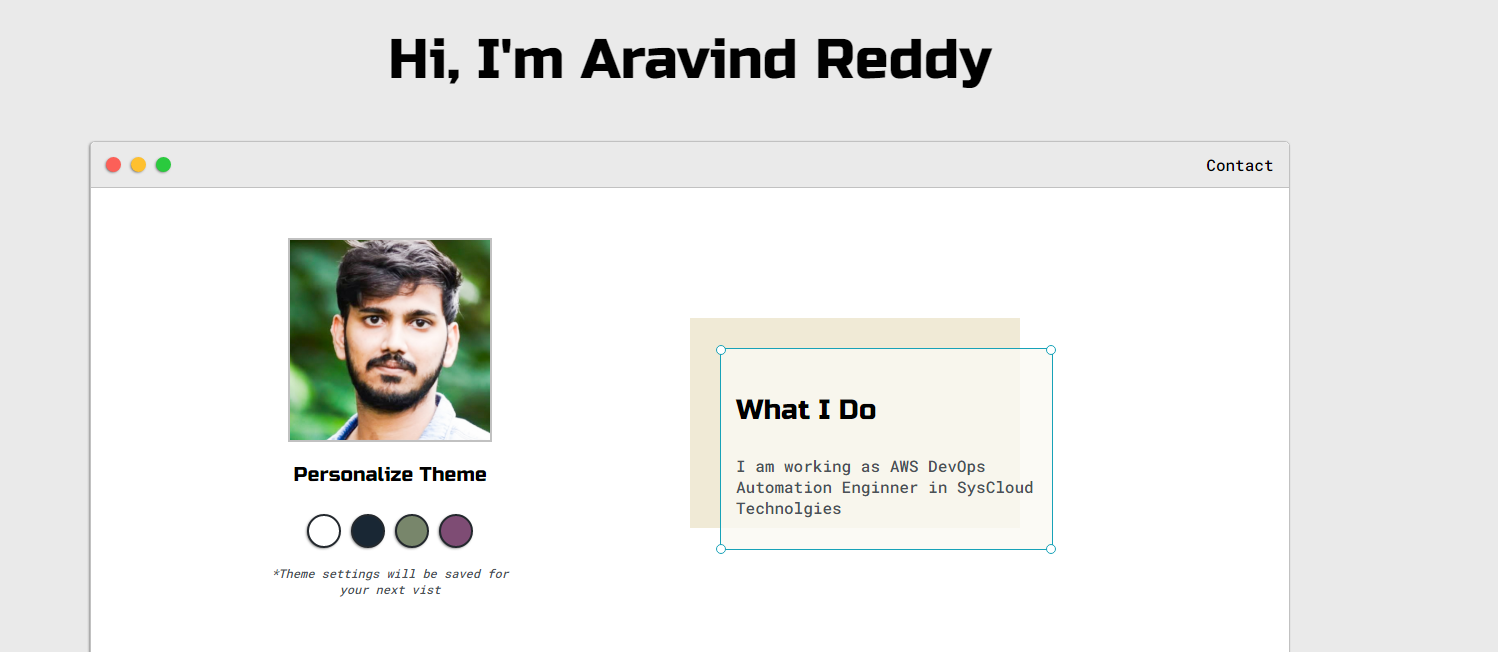 Hi, I'm Aravind Reddy
Contact
Personalize Theme
*Theme settings will be saved for
your next vist
What I Do
I am working as AWS DevOps
Automation Enginner in SysCloud
Technolgies